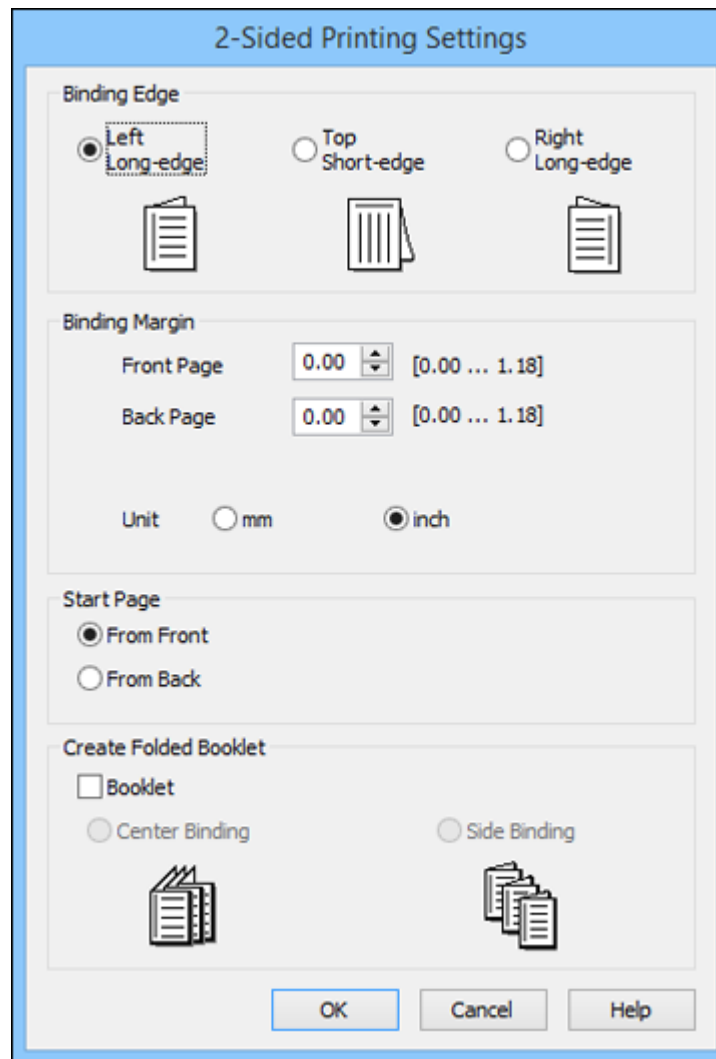 2-Sided Printing Settings
Binding Edge
Left
Long-edge
Top
Short-edge
Right
Long-edge
Binding Margin
Front Page 0.00 [0.00 ... 1.18]
Back Page 0.00 [0.00 ... 1.18]
Unit mm inch
Start Page
From Front
From Back
Create Folded Booklet
Booklet
Center Binding Side Binding
OK Cancel Help